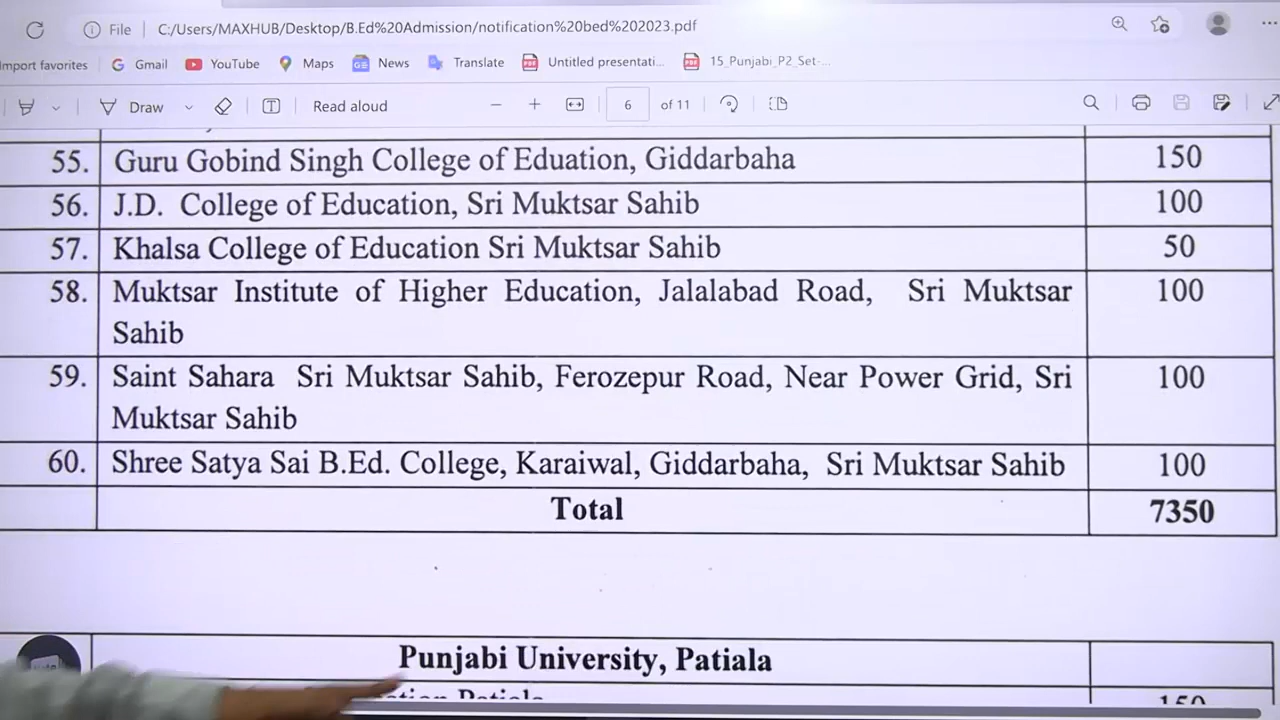 File
C:/Users/MAXHUB/Desktop/B.Ed%20Admission/notification%20bed%202023.pdf
Import favorites
Gmail
YouTube
Maps
News
Translate
Untitled presentati...
15_Punjabi_P2_Set-...
Draw
Read aloud
6
of 11
55. Guru Gobind Singh College of Eduation, Giddarbaha 150
56. J.D. College of Education, Sri Muktsar Sahib 100
57. Khalsa College of Education Sri Muktsar Sahib 50
58. Muktsar Institute of Higher Education, Jalalabad Road, Sri Muktsar 100
Sahib
59. Saint Sahara Sri Muktsar Sahib, Ferozepur Road, Near Power Grid, Sri 100
Muktsar Sahib
60. Shree Satya Sai B.Ed. College, Karaiwal, Giddarbaha, Sri Muktsar Sahib 100
Total 7350
Punjabi University, Patiala